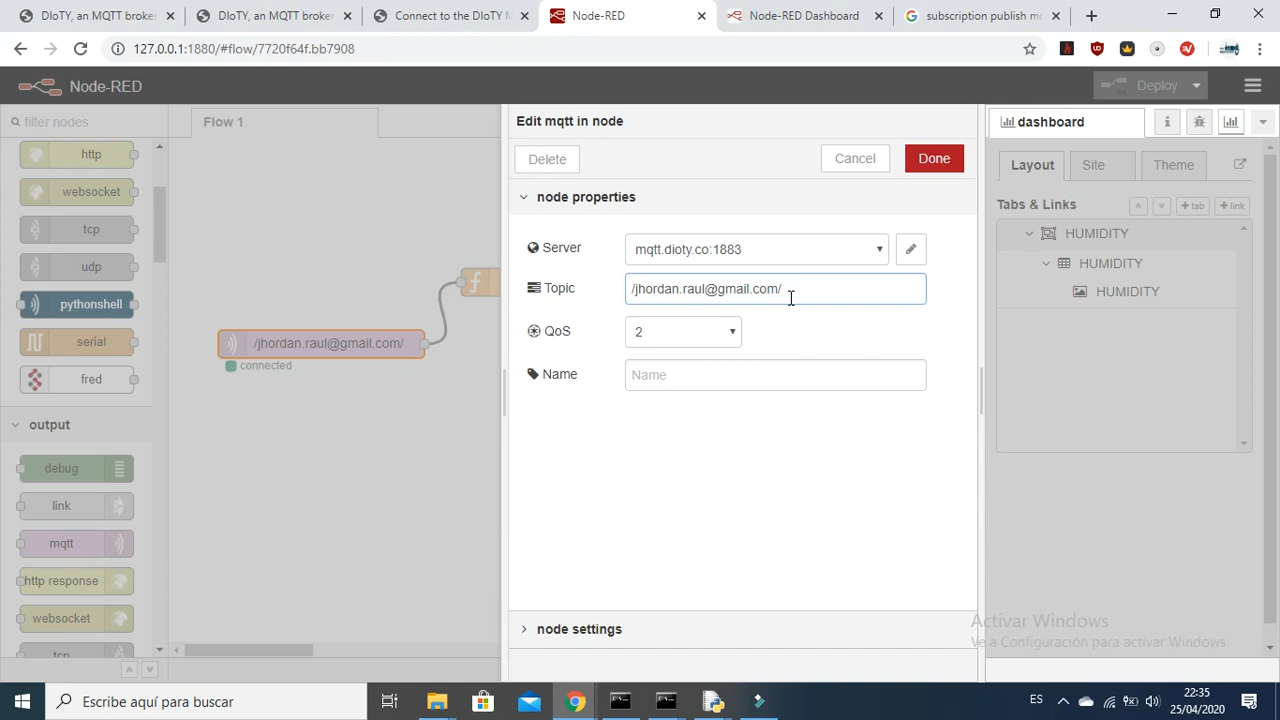 DIoTY, an MQTT broker
DIoTY, an MQTT broker
Connect to the DIoTY M
Node-RED
Node-RED Dashboard
subscription publish mo
127.0.0.1:1880/#flow/7720f64f.bb7908
Node-RED
Deploy
filter nodes
http
websocket
tcp
udp
pythonshell
serial
fred
output
debug
link
mqtt
http response
websocket
tcp
Flow 1
/jhordan.raul@gmail.com/
connected
Edit mqtt in node
Delete
Cancel
Done
node properties
Server
mqtt.dioty.co:1883
Topic
/jhordan.raul@gmail.com/
QoS
2
Name
Name
node settings
dashboard
Layout
Site
Theme
Tabs & Links
+ tab
+ link
HUMIDITY
HUMIDITY
HUMIDITY
Activar Windows
Ve a Configuración para activar Windows.
Escribe aquí para buscar
ES
22:35
25/04/2020